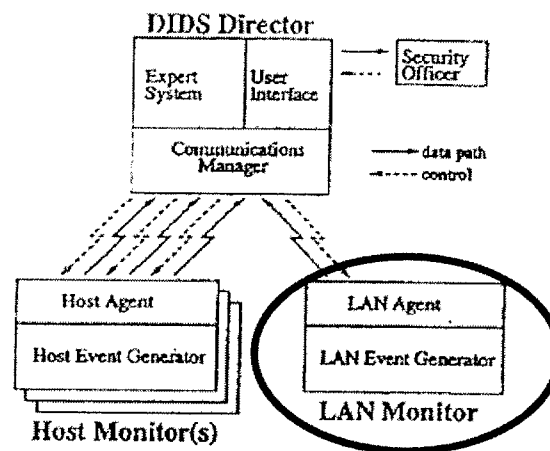 DIDS Director
Expert
System
User
Interface
Security
Officer
Communications
Manager
data path
control
Host Agent
Host Event Generator
Host Monitor(s)
LAN Agent
LAN Event Generator
LAN Monitor